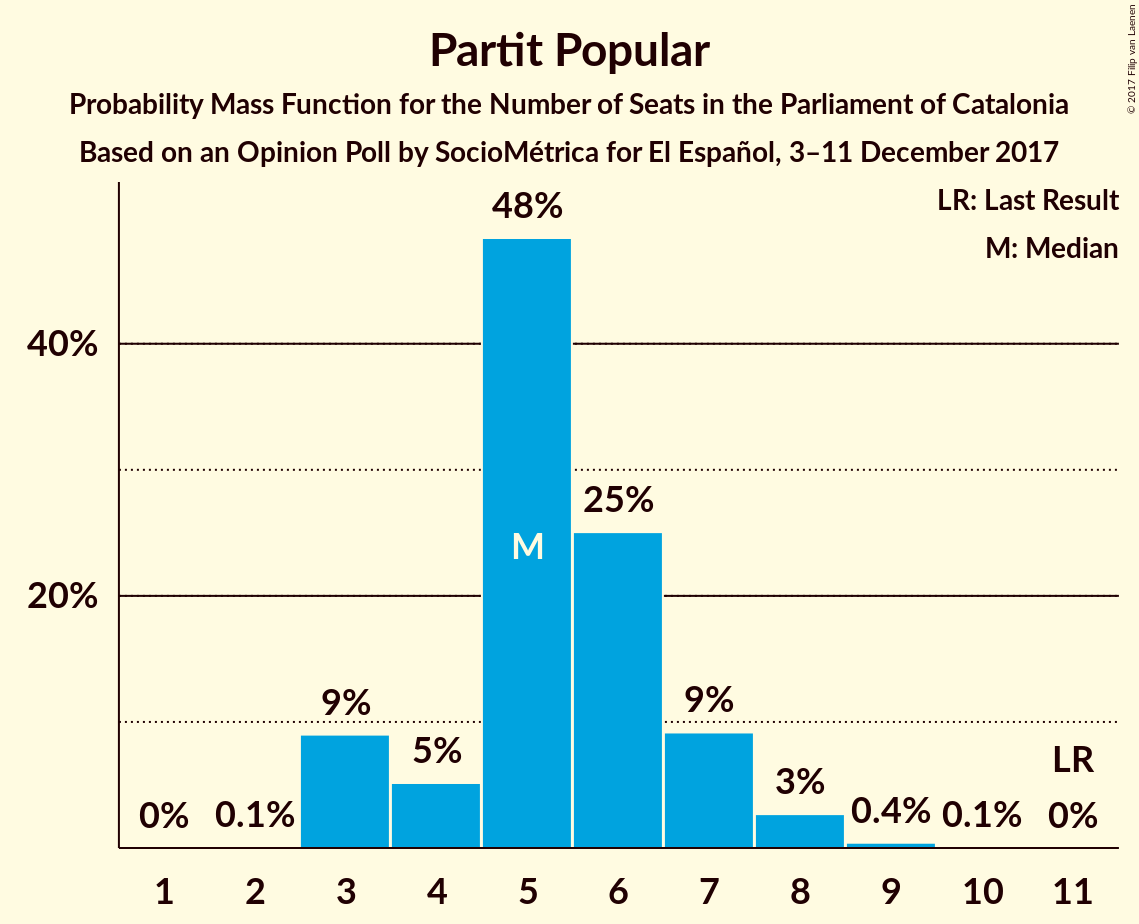 Partit Popular
Probability Mass Function for the Number of Seats in the Parliament of Catalonia
Based on an Opinion Poll by SocioMétrica for El Español, 3–11 December 2017
© 2017 Filip van Laenen
LR: Last Result
M: Median
48%
40%
25%
M
20%
9%
9%
5%
LR
3%
0%
0.1%
0.4%
0.1%
0%
1 2 3 4 5 6 7 8 9 10 11